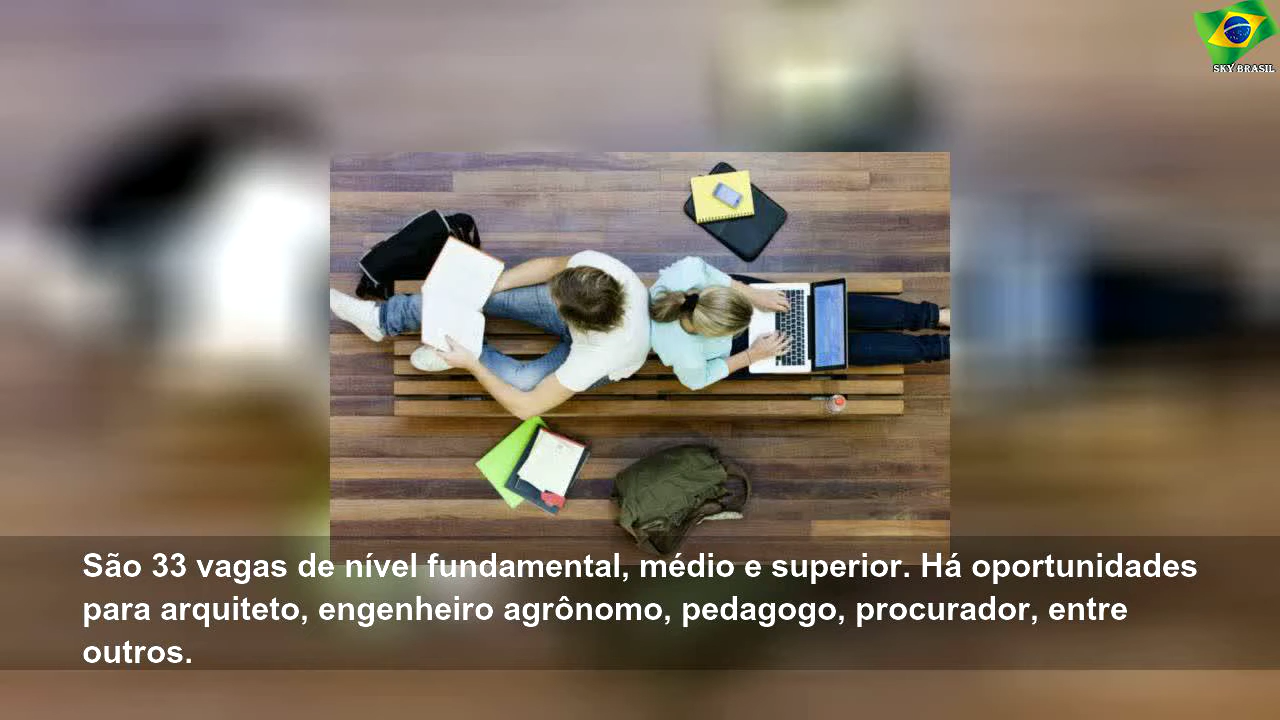 SKY BRASIL
São 33 vagas de nível fundamental, médio e superior. Há oportunidades
para arquiteto, engenheiro agrônomo, pedagogo, procurador, entre
outros.